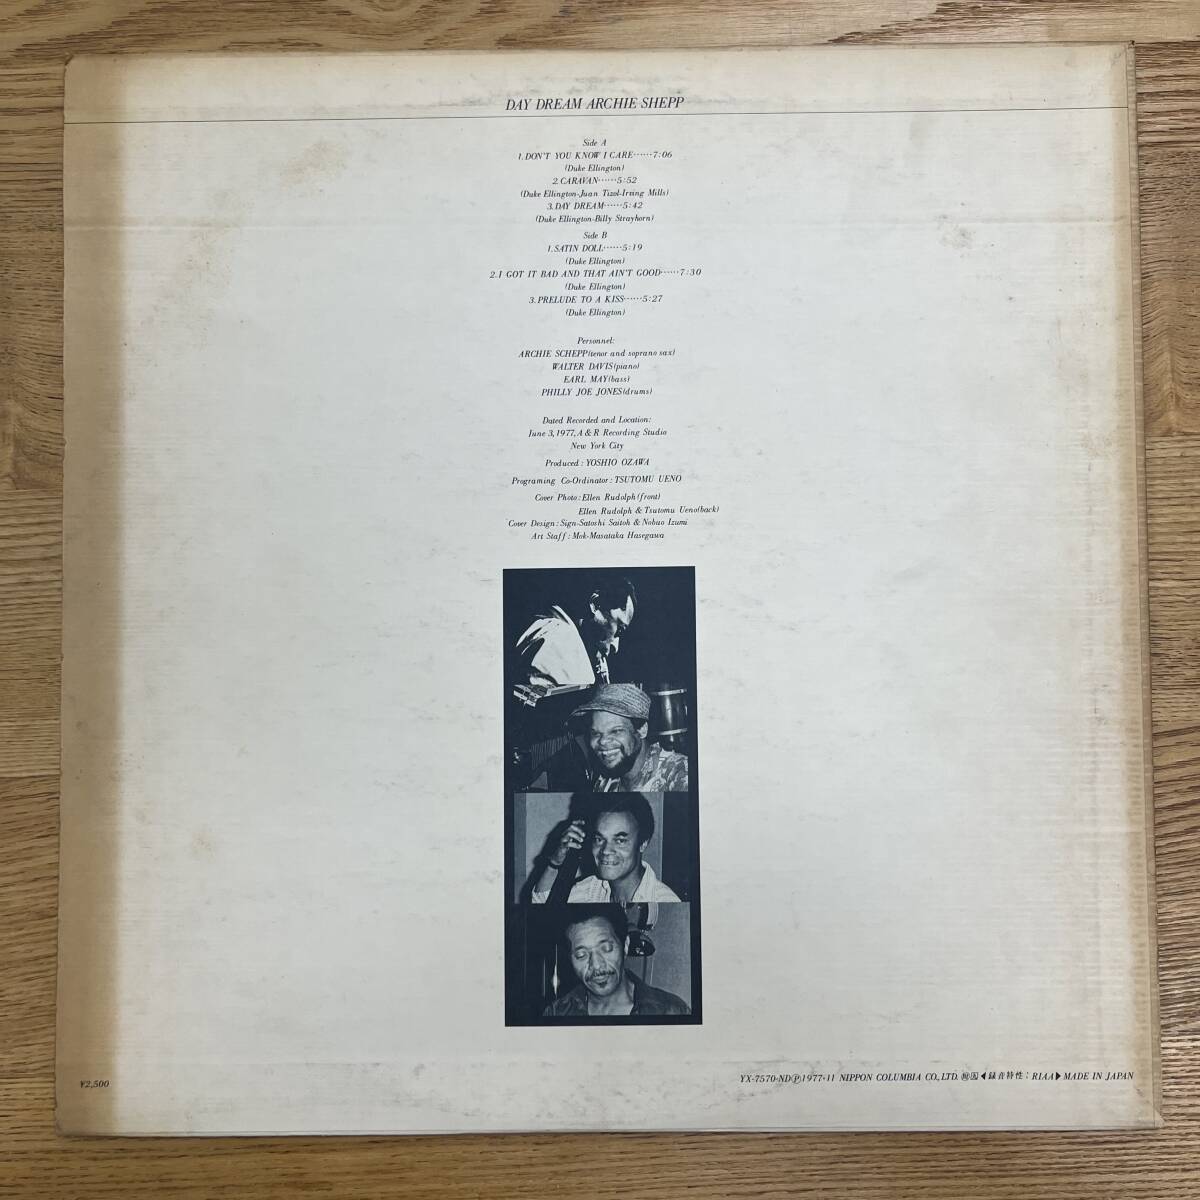 DAY DREAM ARCHIE SHEPP
Side A
1.DON'T YOU KNOW I CARE······7:06
(Duke Ellington)
2.CARAVAN······5:52
(Duke Ellington-Juan Tizol-Irving Mills)
3.DAY DREAM······5:42
(Duke Ellington-Billy Strayhorn)
Side B
1.SATIN DOLL······5:19
(Duke Ellington)
2.I GOT IT BAD AND THAT AIN'T GOOD······7:30
(Duke Ellington)
3.PRELUDE TO A KISS······5:27
(Duke Ellington)
Personnel:
ARCHIE SCHEPP(tenor and soprano sax)
WALTER DAVIS(piano)
EARL MAY(bass)
PHILLY JOE JONES(drums)
Dated Recorded and Location:
June 3,1977, A & R Recording Studio
New York City
Produced : YOSHIO OZAWA
Programing Co-Ordinator : TSUTOMU UENO
Cover Photo : Ellen Rudolph(front)
Ellen Rudolph & Tsutomu Ueno(back)
Cover Design : Sign-Satoshi Saitoh & Nobuo Izumi
Art Staff : Mok-Masataka Hasegawa
¥2,500
YX-7570-ND Ⓟ1977·11 NIPPON COLUMBIA CO., LTD. ◀録音特性: RIAA▶ MADE IN JAPAN